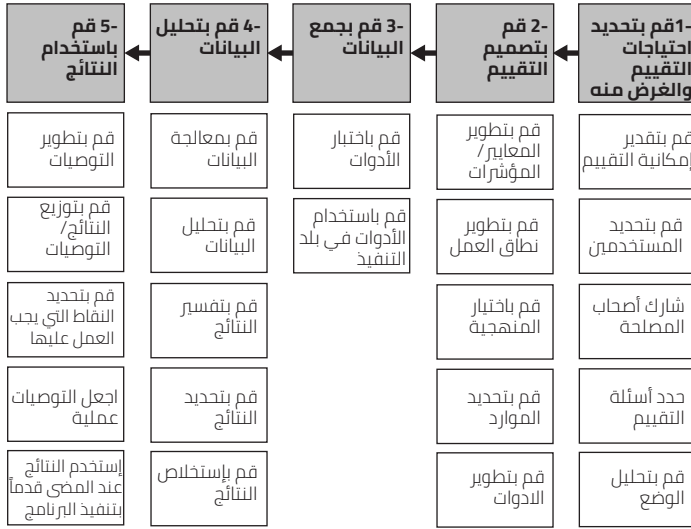 1-قم بتحديد
احتياجات
التقييم
والغرض منه
2- قم
بتصميم
التقييم
3- قم بجمع
البيانات
4- قم بتحليل
البيانات
5- قم
باستخدام
النتائج
قم بتقدير
إمكانية التقييم
قم بتحديد
المستخدمين
شارك أصحاب
المصلحة
حدد أسئلة
التقييم
قم بتحليل
الوضع
قم بتطوير
المعايير/
المؤشرات
قم بتطوير
نطاق العمل
قم باختيار
المنهجية
قم بتحديد
الموارد
قم بتطوير
الادوات
قم باختبار
الأدوات
قم باستخدام
الأدوات في بلد
التنفيذ
قم بمعالجة
البيانات
قم بتحليل
البيانات
قم بتفسير
النتائج
قم بتحديد
النتائج
قم بإستخلاص
النتائج
قم بتطوير
التوصيات
قم بتوزيع
النتائج/
التوصيات
قم بتحديد
النقاط التي يجب
العمل عليها
اجعل التوصيات
عملية
إستخدم النتائج
عند المضى قدماً
بتنفيذ البرنامج